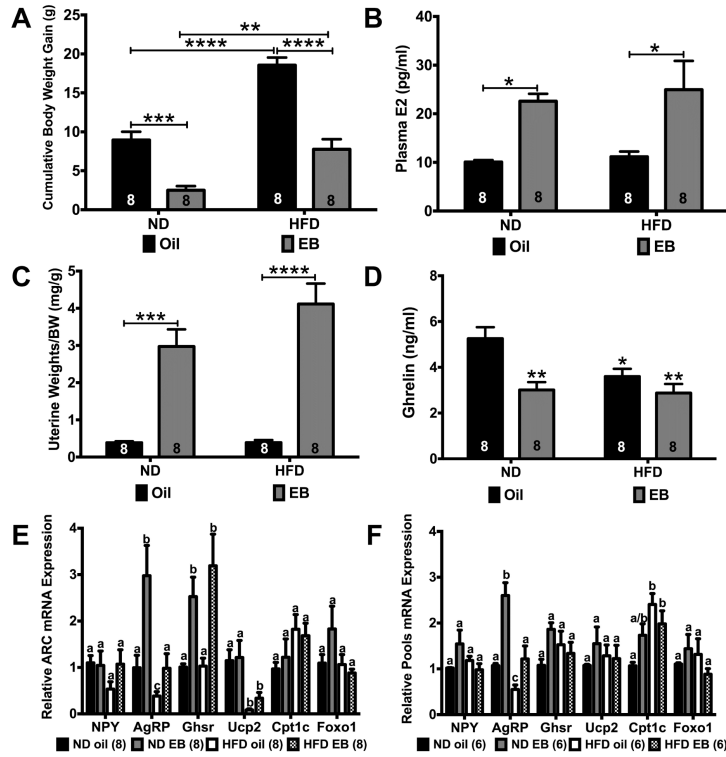 A
Cumulative Body Weight Gain (g)
25
20
15
10
5
0
**
**** ****
***
8 8 8 8
ND HFD
Oil EB
B
Plasma E2 (pg/ml)
40
30
20
10
0
* *
8 8 8 8
ND HFD
Oil EB
C
Uterine Weights/BW (mg/g)
5
4
3
2
1
0
*** ****
8 8 8 8
ND HFD
Oil EB
D
Ghrelin (ng/ml)
8
6
4
2
0
** * **
8 8 8 8
ND HFD
Oil EB
E
Relative ARC mRNA Expression
4
3
2
1
0
a a a a a b c a a b a b a a b b a a a a a a a a
NPY AgRP Ghsr Ucp2 Cpt1c Foxo1
ND oil (8) ND EB (8) HFD oil (8) HFD EB (8)
F
Relative Pools mRNA Expression
4
3
2
1
0
a a a a a b c a a a a a a a a a a a/b b b a a a a
NPY AgRP Ghsr Ucp2 Cpt1c Foxo1
ND oil (6) ND EB (6) HFD oil (6) HFD EB (6)